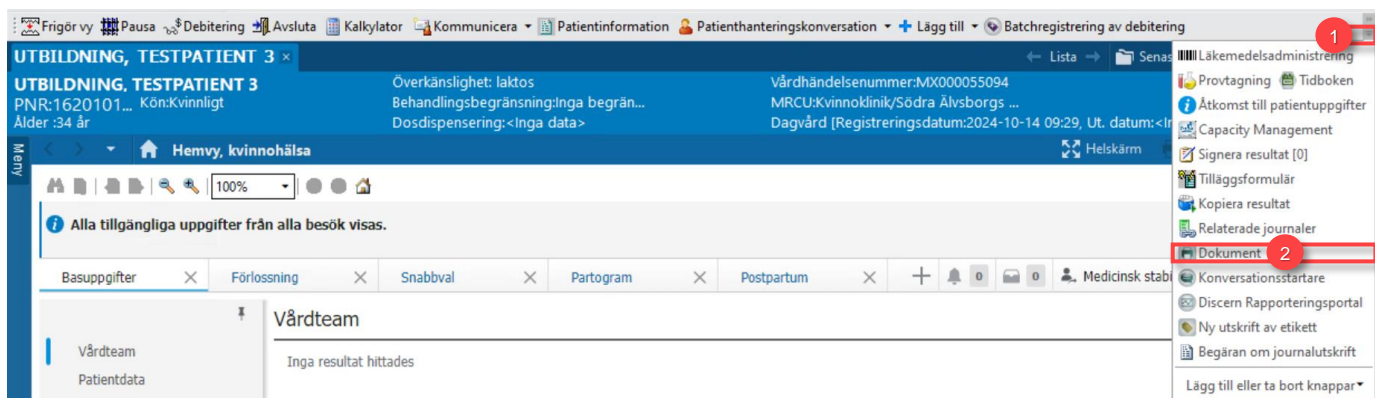 Frigör vy Pausa Debitering Avsluta Kalkylator Kommunicera Patientinformation Patienthanteringskonversation Lägg till Batchregistrering av debitering
1
UTBILDNING, TESTPATIENT 3 ×
Lista Senas
UTBILDNING, TESTPATIENT 3
PNR:1620101... Kön:Kvinnligt
Ålder :34 år
Överkänslighet: laktos
Behandlingsbegränsning:Inga begrän...
Dosdispensering:<Inga data>
Vårdhändelsenummer:MX000055094
MRCU:Kvinnoklinik/Södra Älvsborgs ...
Dagvård [Registreringsdatum:2024-10-14 09:29, Ut. datum:<Ir
Meny
Hemvy, kvinnohälsa
Helskärm
100%
Alla tillgängliga uppgifter från alla besök visas.
Basuppgifter Förlossning Snabbval Partogram Postpartum 0 0 Medicinsk stabi
Vårdteam
Patientdata
Vårdteam
Inga resultat hittades
Läkemedelsadministrering
Provtagning Tidboken
Åtkomst till patientuppgifter
Capacity Management
Signera resultat [0]
Tilläggsformulär
Kopiera resultat
Relaterade journaler
Dokument 2
Konversationsstartare
Discern Rapporteringsportal
Ny utskrift av etikett
Begäran om journalutskrift
Lägg till eller ta bort knappar